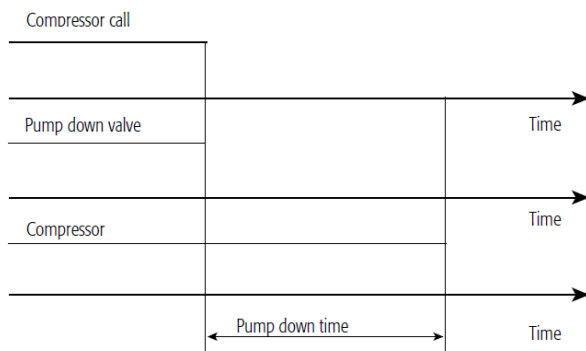 Compressor call
Time
Pump down valve
Time
Compressor
Pump down time
Time